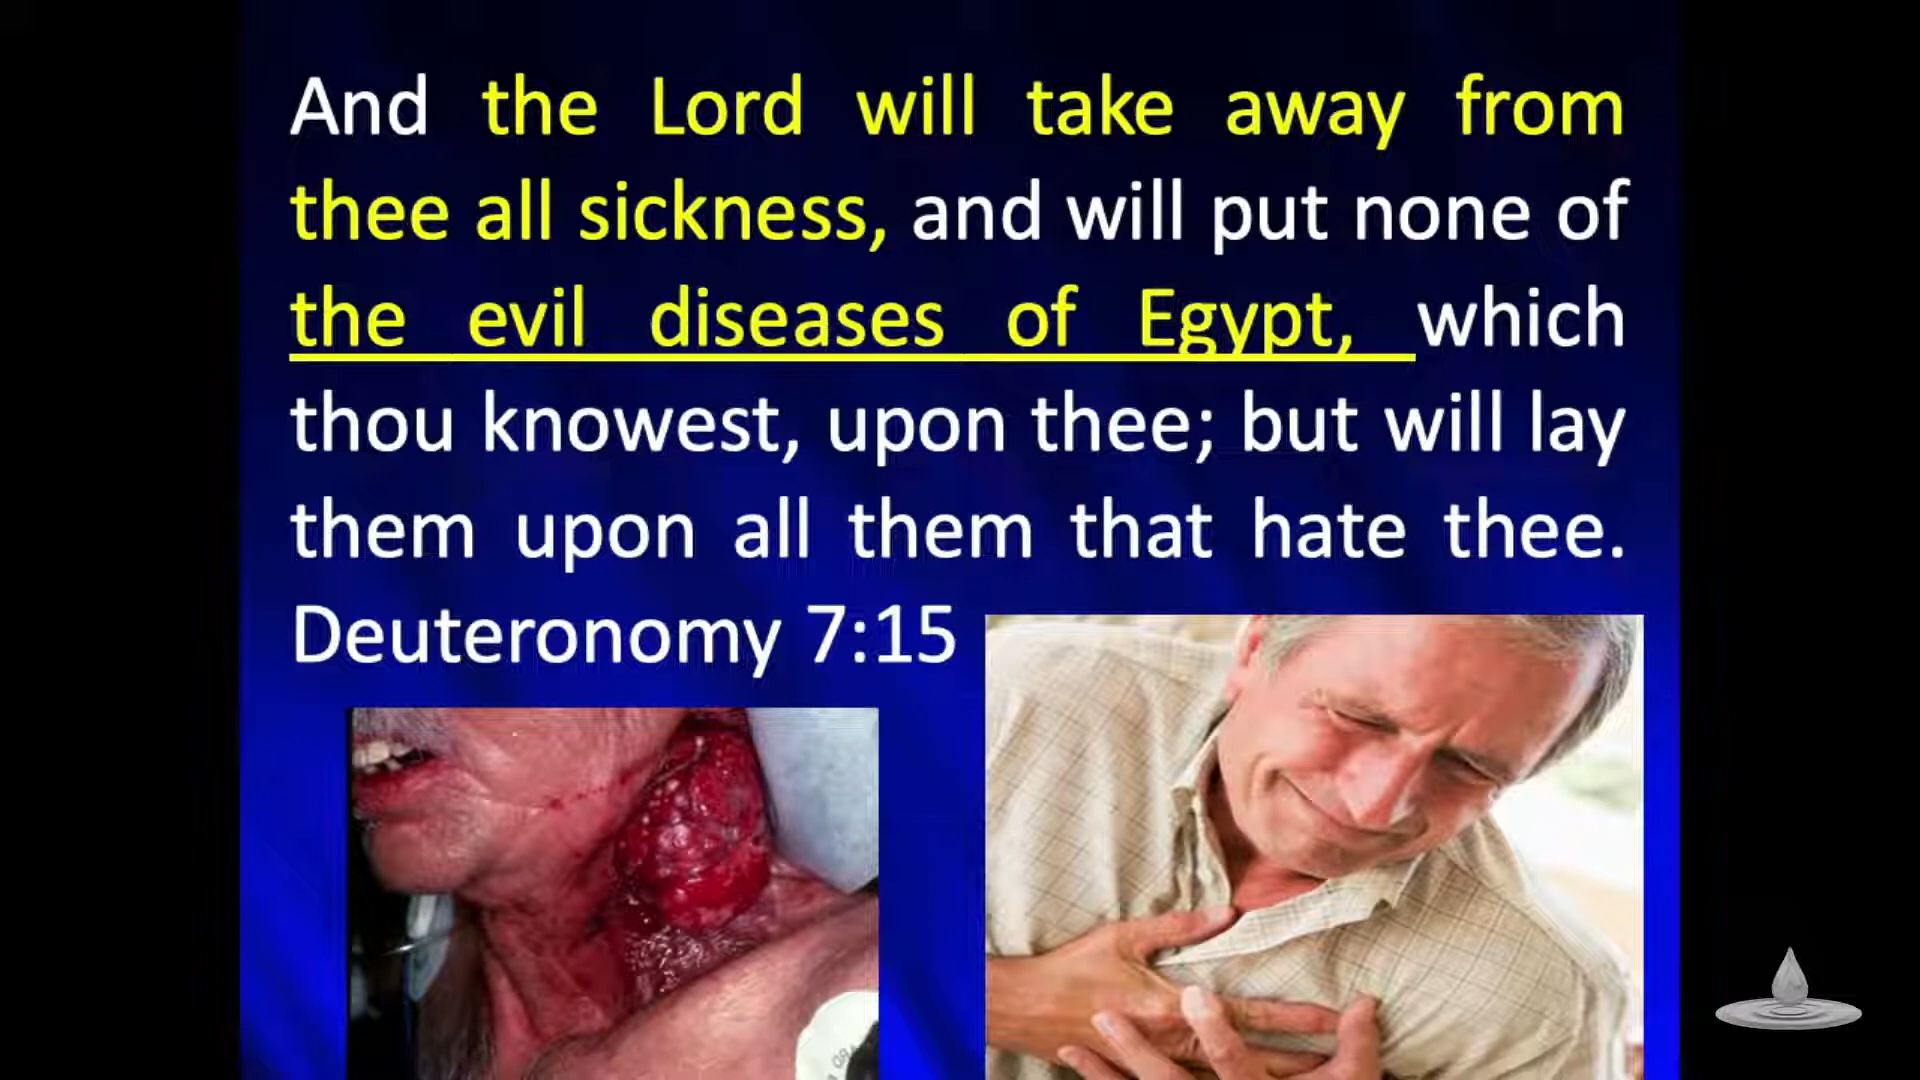 And the Lord will take away from
thee all sickness, and will put none of
the evil diseases of Egypt, which
thou knowest, upon thee; but will lay
them upon all them that hate thee.
Deuteronomy 7:15